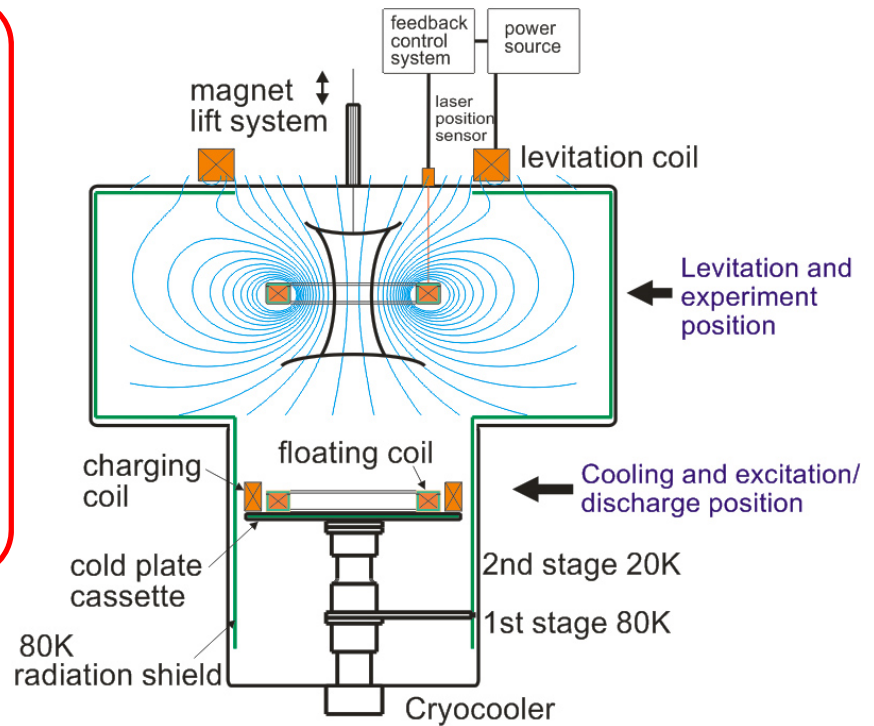 feedback
control
system
power
source
magnet
lift system
laser
position
sensor
levitation coil
Levitation and
experiment
position
charging
coil
floating coil
Cooling and excitation/
discharge position
cold plate
cassette
2nd stage 20K
1st stage 80K
80K
radiation shield
Cryocooler